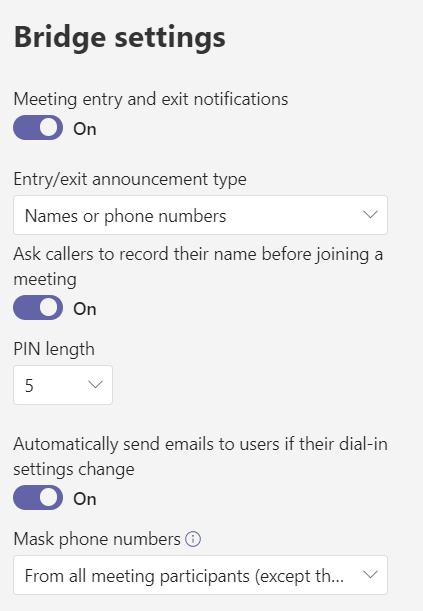 Bridge settings
Meeting entry and exit notifications
On
Entry/exit announcement type
Names or phone numbers
Ask callers to record their name before joining a
meeting
On
PIN length
5
Automatically send emails to users if their dial-in
settings change
On
Mask phone numbers
From all meeting participants (except th...